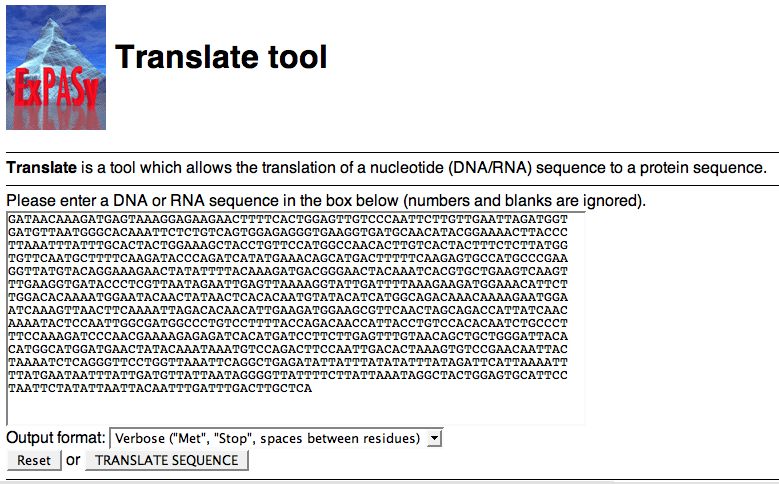 ExPASy
Translate tool
Translate is a tool which allows the translation of a nucleotide (DNA/RNA) sequence to a protein sequence.
Please enter a DNA or RNA sequence in the box below (numbers and blanks are ignored).
GATAACAAAGATGAGTAAAGGAGAAGAACTTTTCACTGGAGTTGTCCCAATTCTTGTTGAATTAGATGGT
GATGTTAATGGGCACAAATTCTCTGTCAGTGGAGAGGGTGAAGGTGATGCAACATACGGAAAACTTACCC
TTAAATTTATTTGCACTACTGGAAAGCTACCTGTTCCATGGCCAACACTTGTCACTACTTTCTCTTATGG
TGTTCAATGCTTTTCAAGATACCCAGATCATATGAAACAGCATGACTTTTTCAAGAGTGCCATGCCCGAA
GGTTATGTACAGGAAAGAACTATATTTTACAAAGATGACGGGAACTACAAATCACGTGCTGAAGTCAAGT
TTGAAGGTGATACCCTCGTTAATAGAATTGAGTTAAAAGGTATTGATTTTAAAGAAGATGGAAACATTCT
TGGACACAAAATGGAATACAACTATAACTCACACAATGTATACATCATGGCAGACAAACAAAAGAATGGA
ATCAAAGTTAACTTCAAAATTAGACACAACATTGAAGATGGAAGCGTTCAACTAGCAGACCATTATCAAC
AAAATACTCCAATTGGCGATGGCCCTGTCCTTTTACCAGACAACCATTACCTGTCCACACAATCTGCCCT
TTCCAAAGATCCCAACGAAAAGAGAGATCACATGATCCTTCTTGAGTTTGTAACAGCTGCTGGGATTACA
CATGGCATGGATGAACTATACAAATAAATGTCCAGACTTCCAATTGACACTAAAGTGTCCGAACAATTAC
TAAAATCTCAGGGTTCCTGGTTAAATTCAGGCTGAGATATTATTTATATATTTATAGATTCATTAAAATT
TTATGAATAATTTATTGATGTTATTAATAGGGGTTATTTTCTTATTAAATAGGCTACTGGAGTGCATTCC
TAATTCTATATTAATTACAATTTGATTTGACTTGCTCA
Output format: Verbose ("Met", "Stop", spaces between residues)
Reset or TRANSLATE SEQUENCE